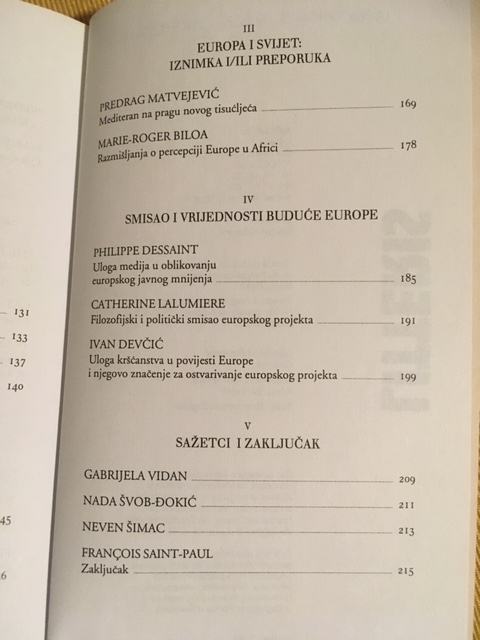 III
EUROPA I SVIJET:
IZNIMKA I/ILI PREPORUKA
PREDRAG MATVEJEVIĆ
Mediteran na pragu novog tisućljeća 169
MARIE-ROGER BILOA
Razmišljanja o percepciji Europe u Africi 178
IV
SMISAO I VRIJEDNOSTI BUDUĆE EUROPE
PHILIPPE DESSAINT
Uloga medija u oblikovanju
europskog javnog mnijenja 185
CATHERINE LALUMIERE
Filozofijski i politički smisao europskog projekta 191
IVAN DEVČIĆ
Uloga kršćanstva u povijesti Europe
i njegovo značenje za ostvarivanje europskog projekta 199
V
SAŽETCI I ZAKLJUČAK
GABRIJELA VIDAN 209
NADA ŠVOB-ĐOKIĆ 211
NEVEN ŠIMAC 213
FRANÇOIS SAINT-PAUL
Zaključak 215
131
133
137
140
45
6